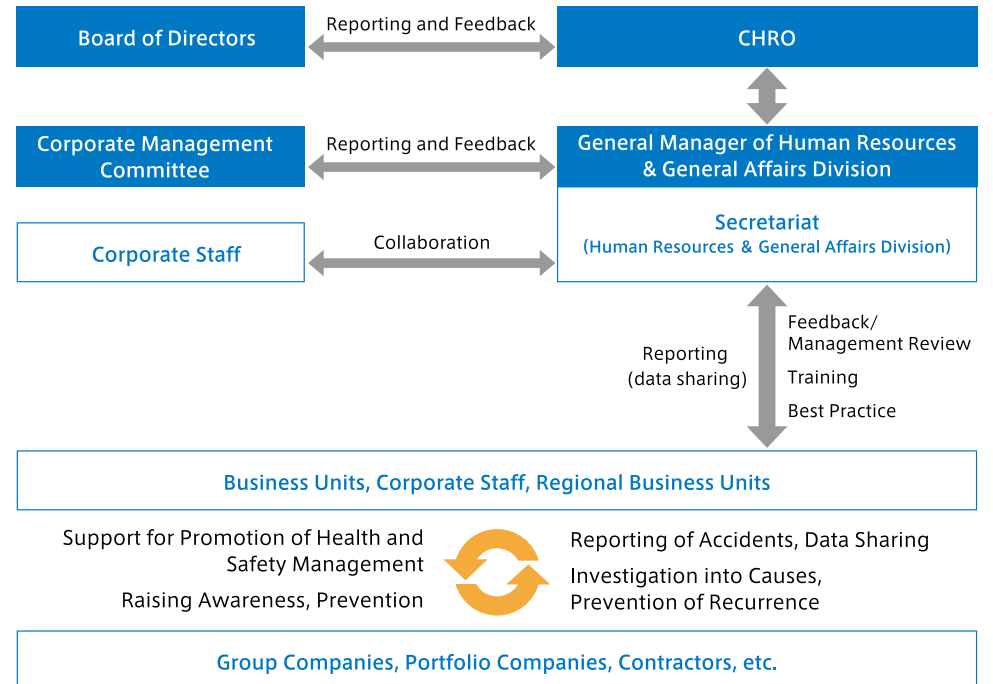 Board of Directors
Reporting and Feedback
CHRO
Corporate Management
Committee
Reporting and Feedback
General Manager of Human Resources
& General Affairs Division
Corporate Staff
Collaboration
Secretariat
(Human Resources & General Affairs Division)
Reporting
(data sharing)
Feedback/
Management Review
Training
Best Practice
Business Units, Corporate Staff, Regional Business Units
Support for Promotion of Health and
Safety Management
Raising Awareness, Prevention
Reporting of Accidents, Data Sharing
Investigation into Causes,
Prevention of Recurrence
Group Companies, Portfolio Companies, Contractors, etc.